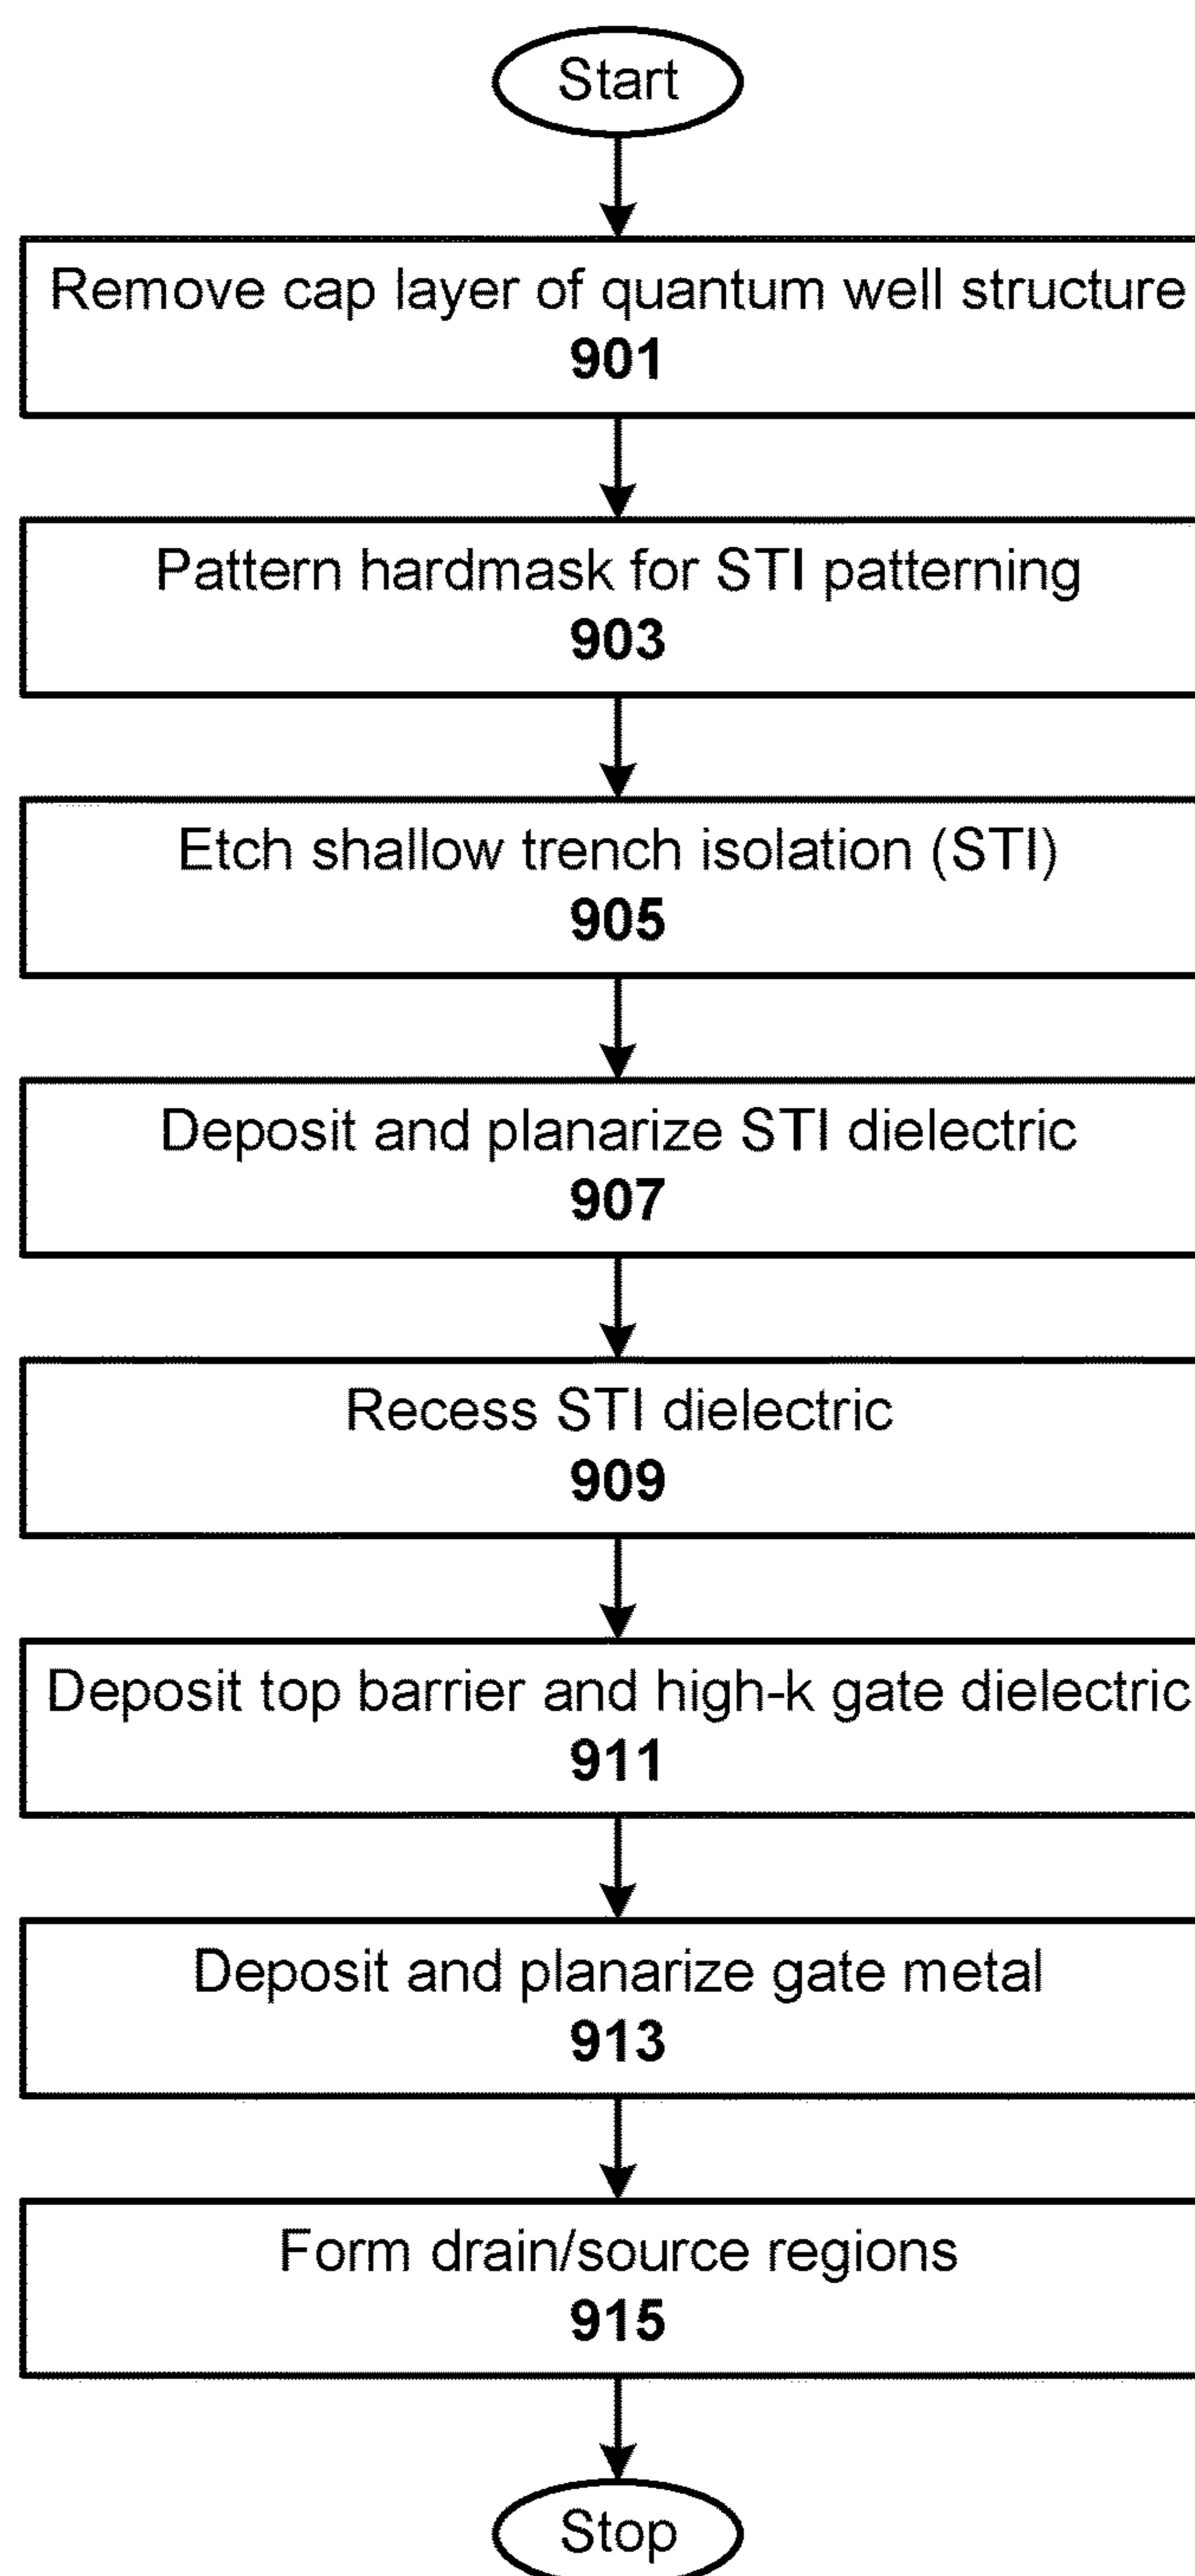 Start
Remove cap layer of quantum well structure
901
Pattern hardmask for STI patterning
903
Etch shallow trench isolation (STI)
905
Deposit and planarize STI dielectric
907
Recess STI dielectric
909
Deposit top barrier and high-k gate dielectric
911
Deposit and planarize gate metal
913
Form drain/source regions
915
Stop